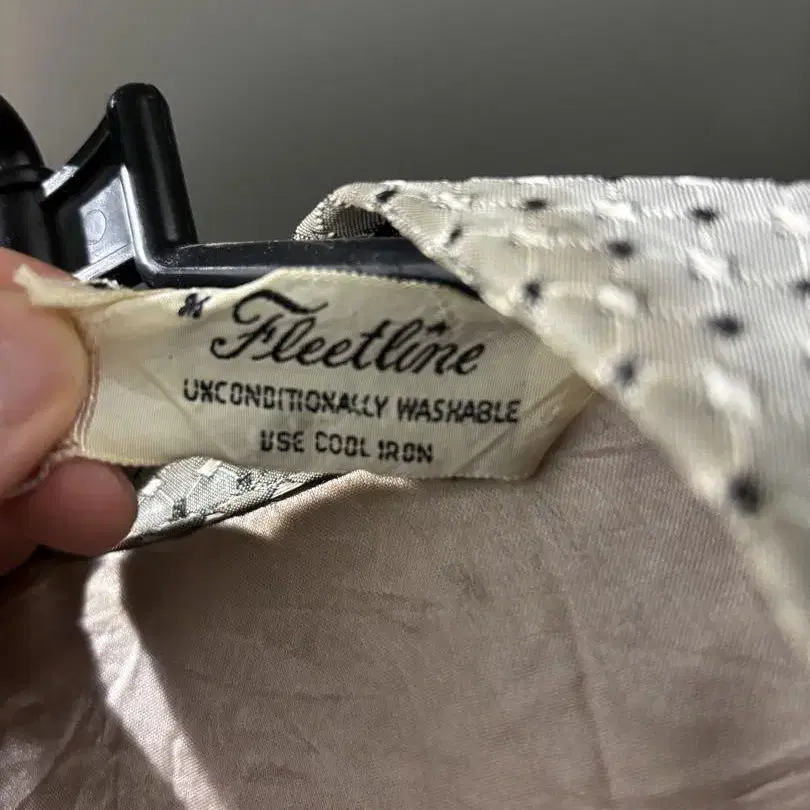 Fleetline
UNCONDITIONALLY WASHABLE
USE COOL IRON